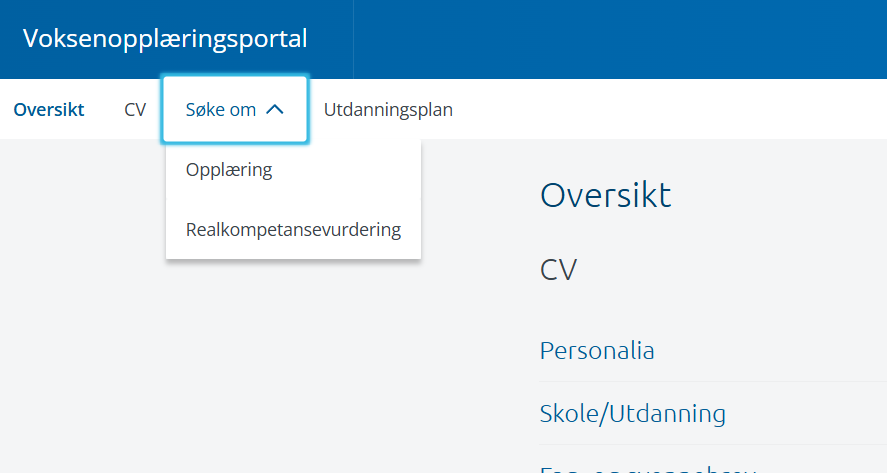 Voksenopplæringsportal
Oversikt CV Søke om Utdanningsplan
Opplæring
Realkompetansevurdering
Oversikt
CV
Personalia
Skole/Utdanning